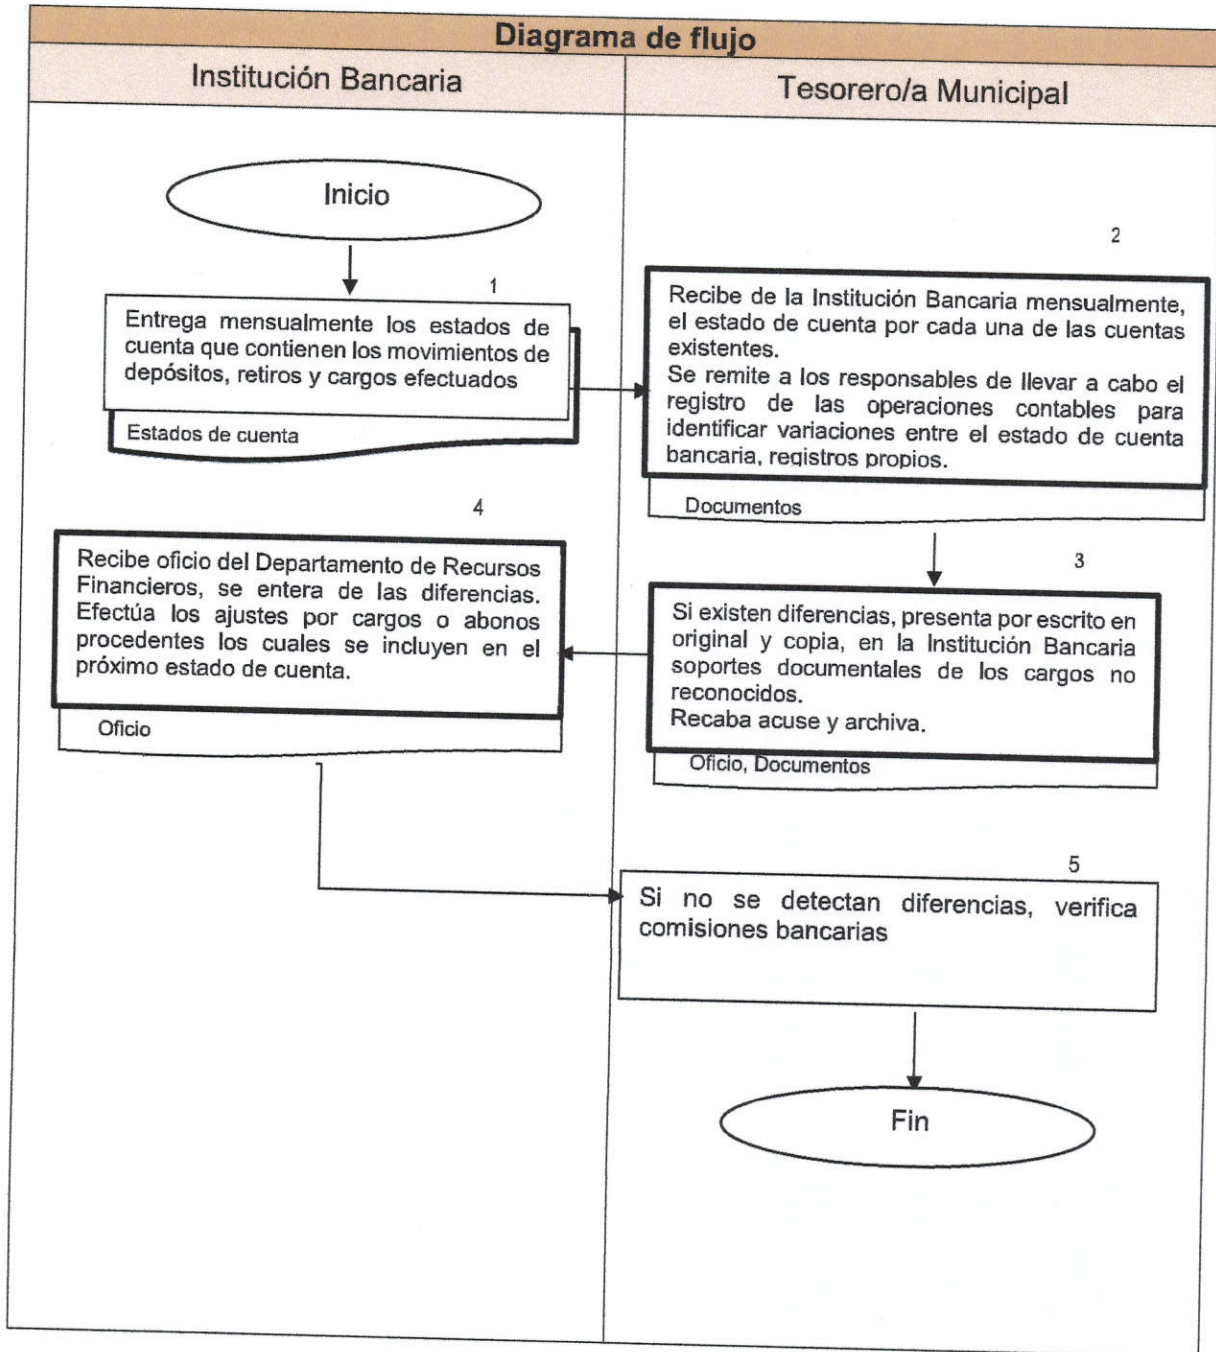 Diagrama de flujo
Institución Bancaria
Tesorero/a Municipal
Inicio
1
Entrega mensualmente los estados de
cuenta que contienen los movimientos de
depósitos, retiros y cargos efectuados
Estados de cuenta
2
Recibe de la Institución Bancaria mensualmente,
el estado de cuenta por cada una de las cuentas
existentes.
Se remite a los responsables de llevar a cabo el
registro de las operaciones contables para
identificar variaciones entre el estado de cuenta
bancaria, registros propios.
Documentos
3
Si existen diferencias, presenta por escrito en
original y copia, en la Institución Bancaria
soportes documentales de los cargos no
reconocidos.
Recaba acuse y archiva.
Oficio, Documentos
4
Recibe oficio del Departamento de Recursos
Financieros, se entera de las diferencias.
Efectúa los ajustes por cargos o abonos
procedentes los cuales se incluyen en el
próximo estado de cuenta.
Oficio
5
Si no se detectan diferencias, verifica
comisiones bancarias
Fin